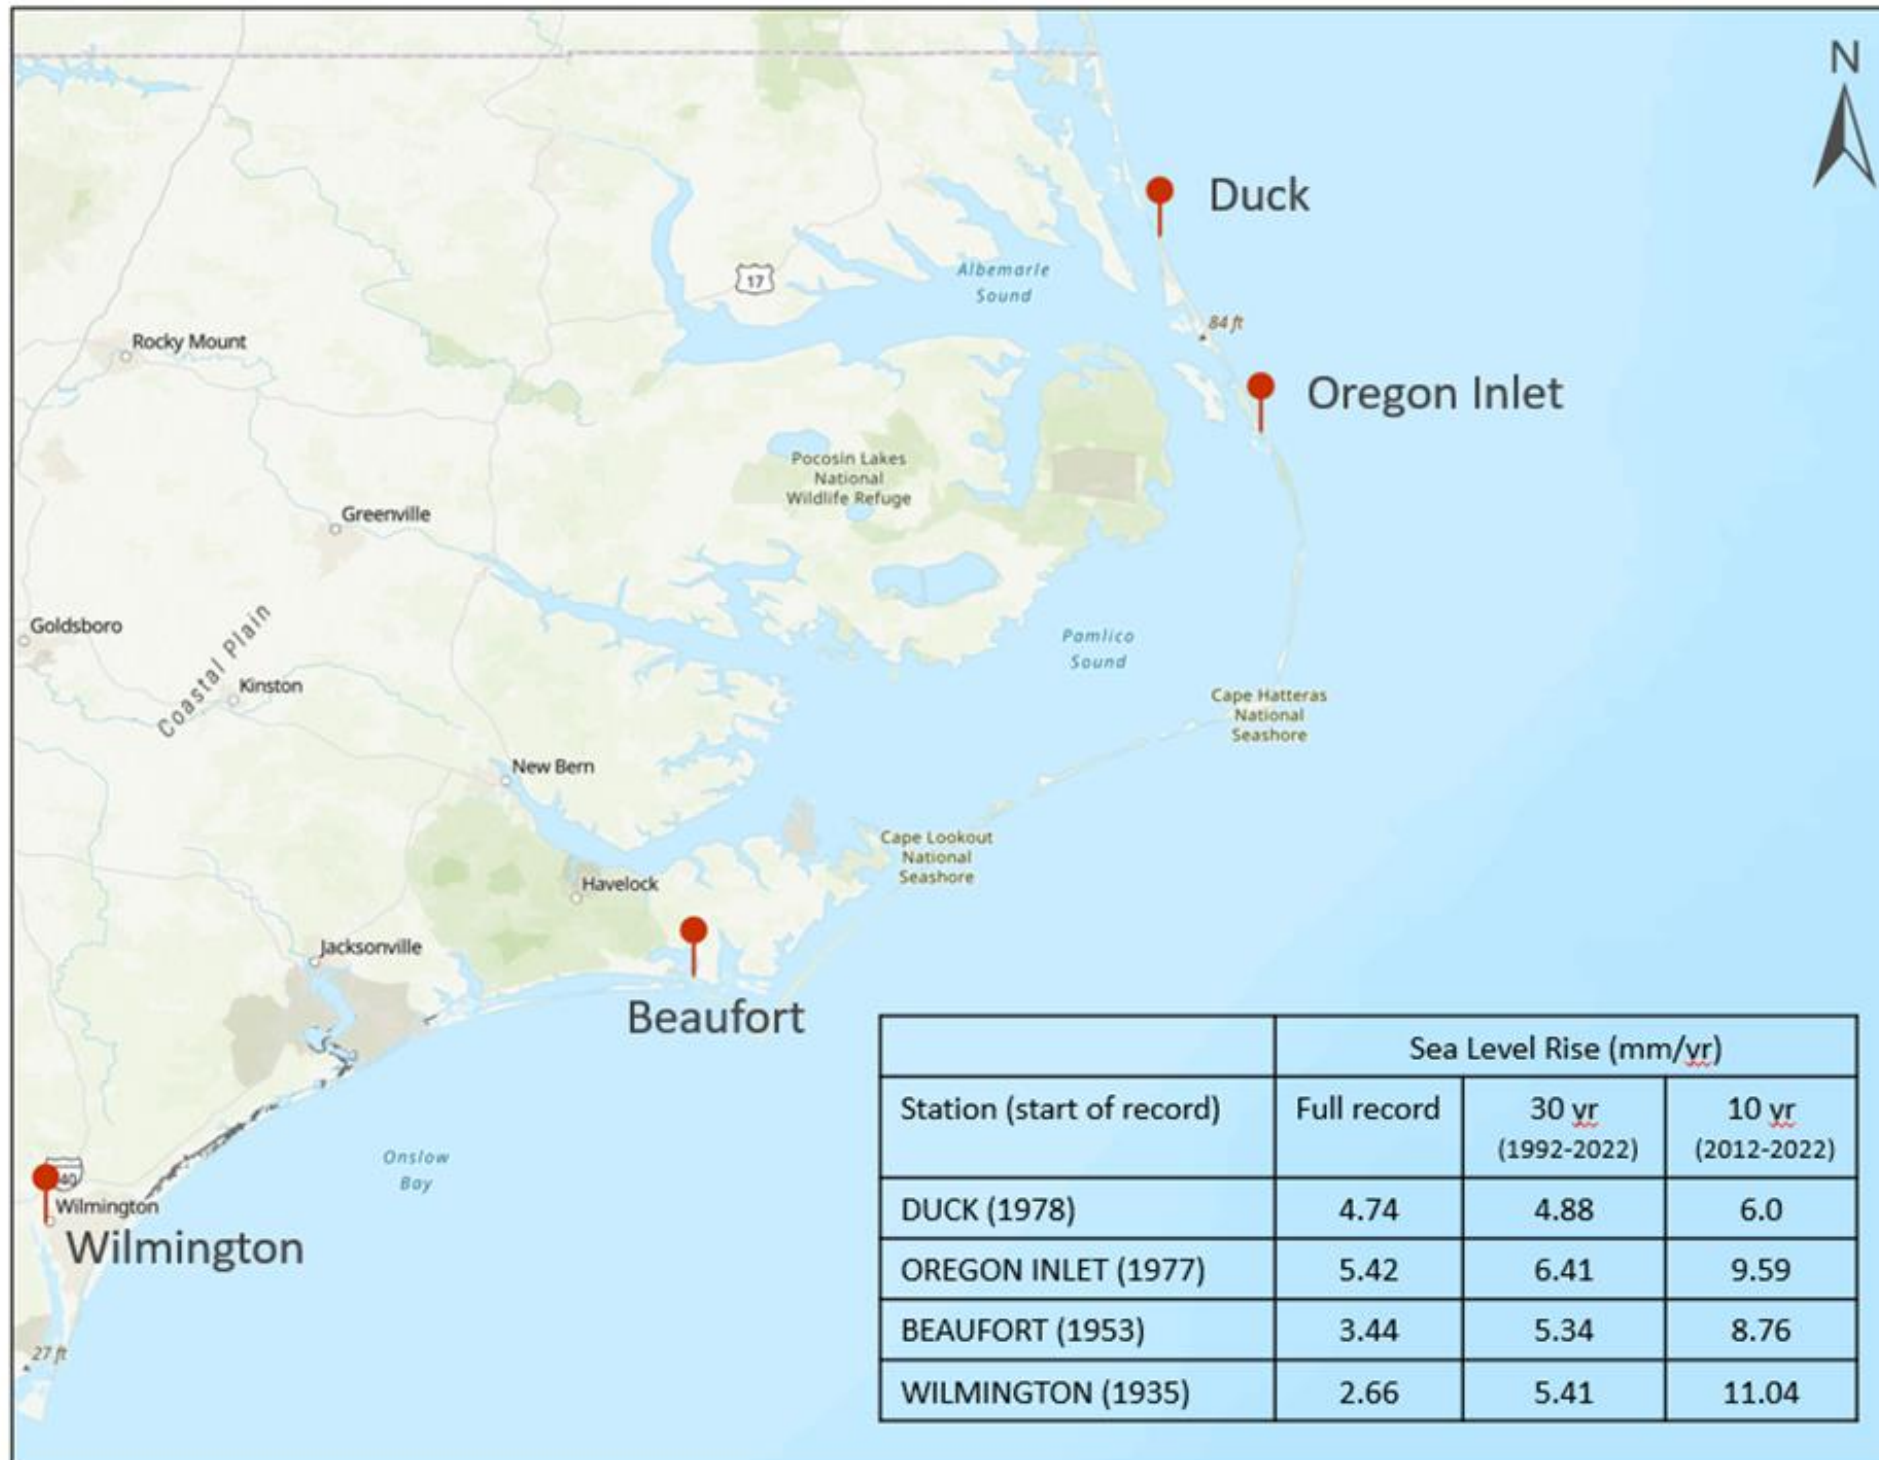 N
Duck
Albemarle
Sound
17
84 ft
Rocky Mount
Oregon Inlet
Pocosin Lakes
National
Wildlife Refuge
Greenville
Goldsboro
Coastal Plain
Pamlico
Sound
Kinston
Cape Hatteras
National
Seashore
New Bern
Cape Lookout
National
Seashore
Havelock
Jacksonville
Beaufort
Onslow
Bay
40
Wilmington
Wilmington
27 ft
Sea Level Rise (mm/yr)
Station (start of record) Full record 30 yr 10 yr
(1992-2022) (2012-2022)
DUCK (1978) 4.74 4.88 6.0
OREGON INLET (1977) 5.42 6.41 9.59
BEAUFORT (1953) 3.44 5.34 8.76
WILMINGTON (1935) 2.66 5.41 11.04